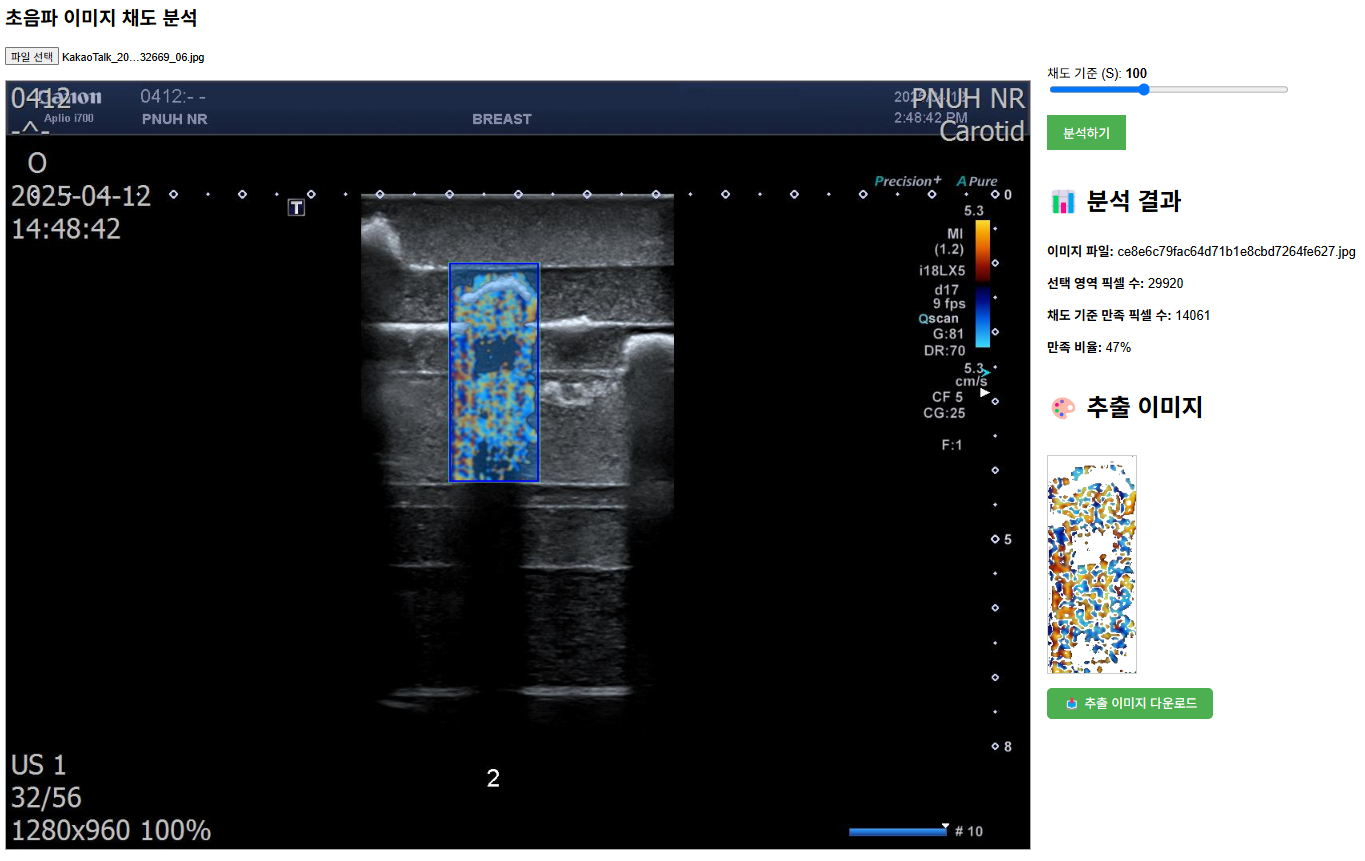 초음파 이미지 채도 분석
파일 선택 KakaoTalk_20...32669_06.jpg
0412
Canon
0412:- -
PNUH NR
-^-
Aplio i700
PNUH NR
BREAST
2:48:42 PM
Carotid
O
2025-04-12
14:48:42
T
Precision+ A Pure
0
5.3
MI
(1.2)
i18LX5
d17
9 fps
Qscan
G:81
DR:70
5.3
cm/s
CF 5
CG:25
F:1
5
8
US 1
32/56
1280x960 100%
2
# 10
채도 기준 (S): 100
분석하기
분석 결과
이미지 파일: ce8e6c79fac64d71b1e8cbd7264fe627.jpg
선택 영역 픽셀 수: 29920
채도 기준 만족 픽셀 수: 14061
만족 비율: 47%
추출 이미지
추출 이미지 다운로드